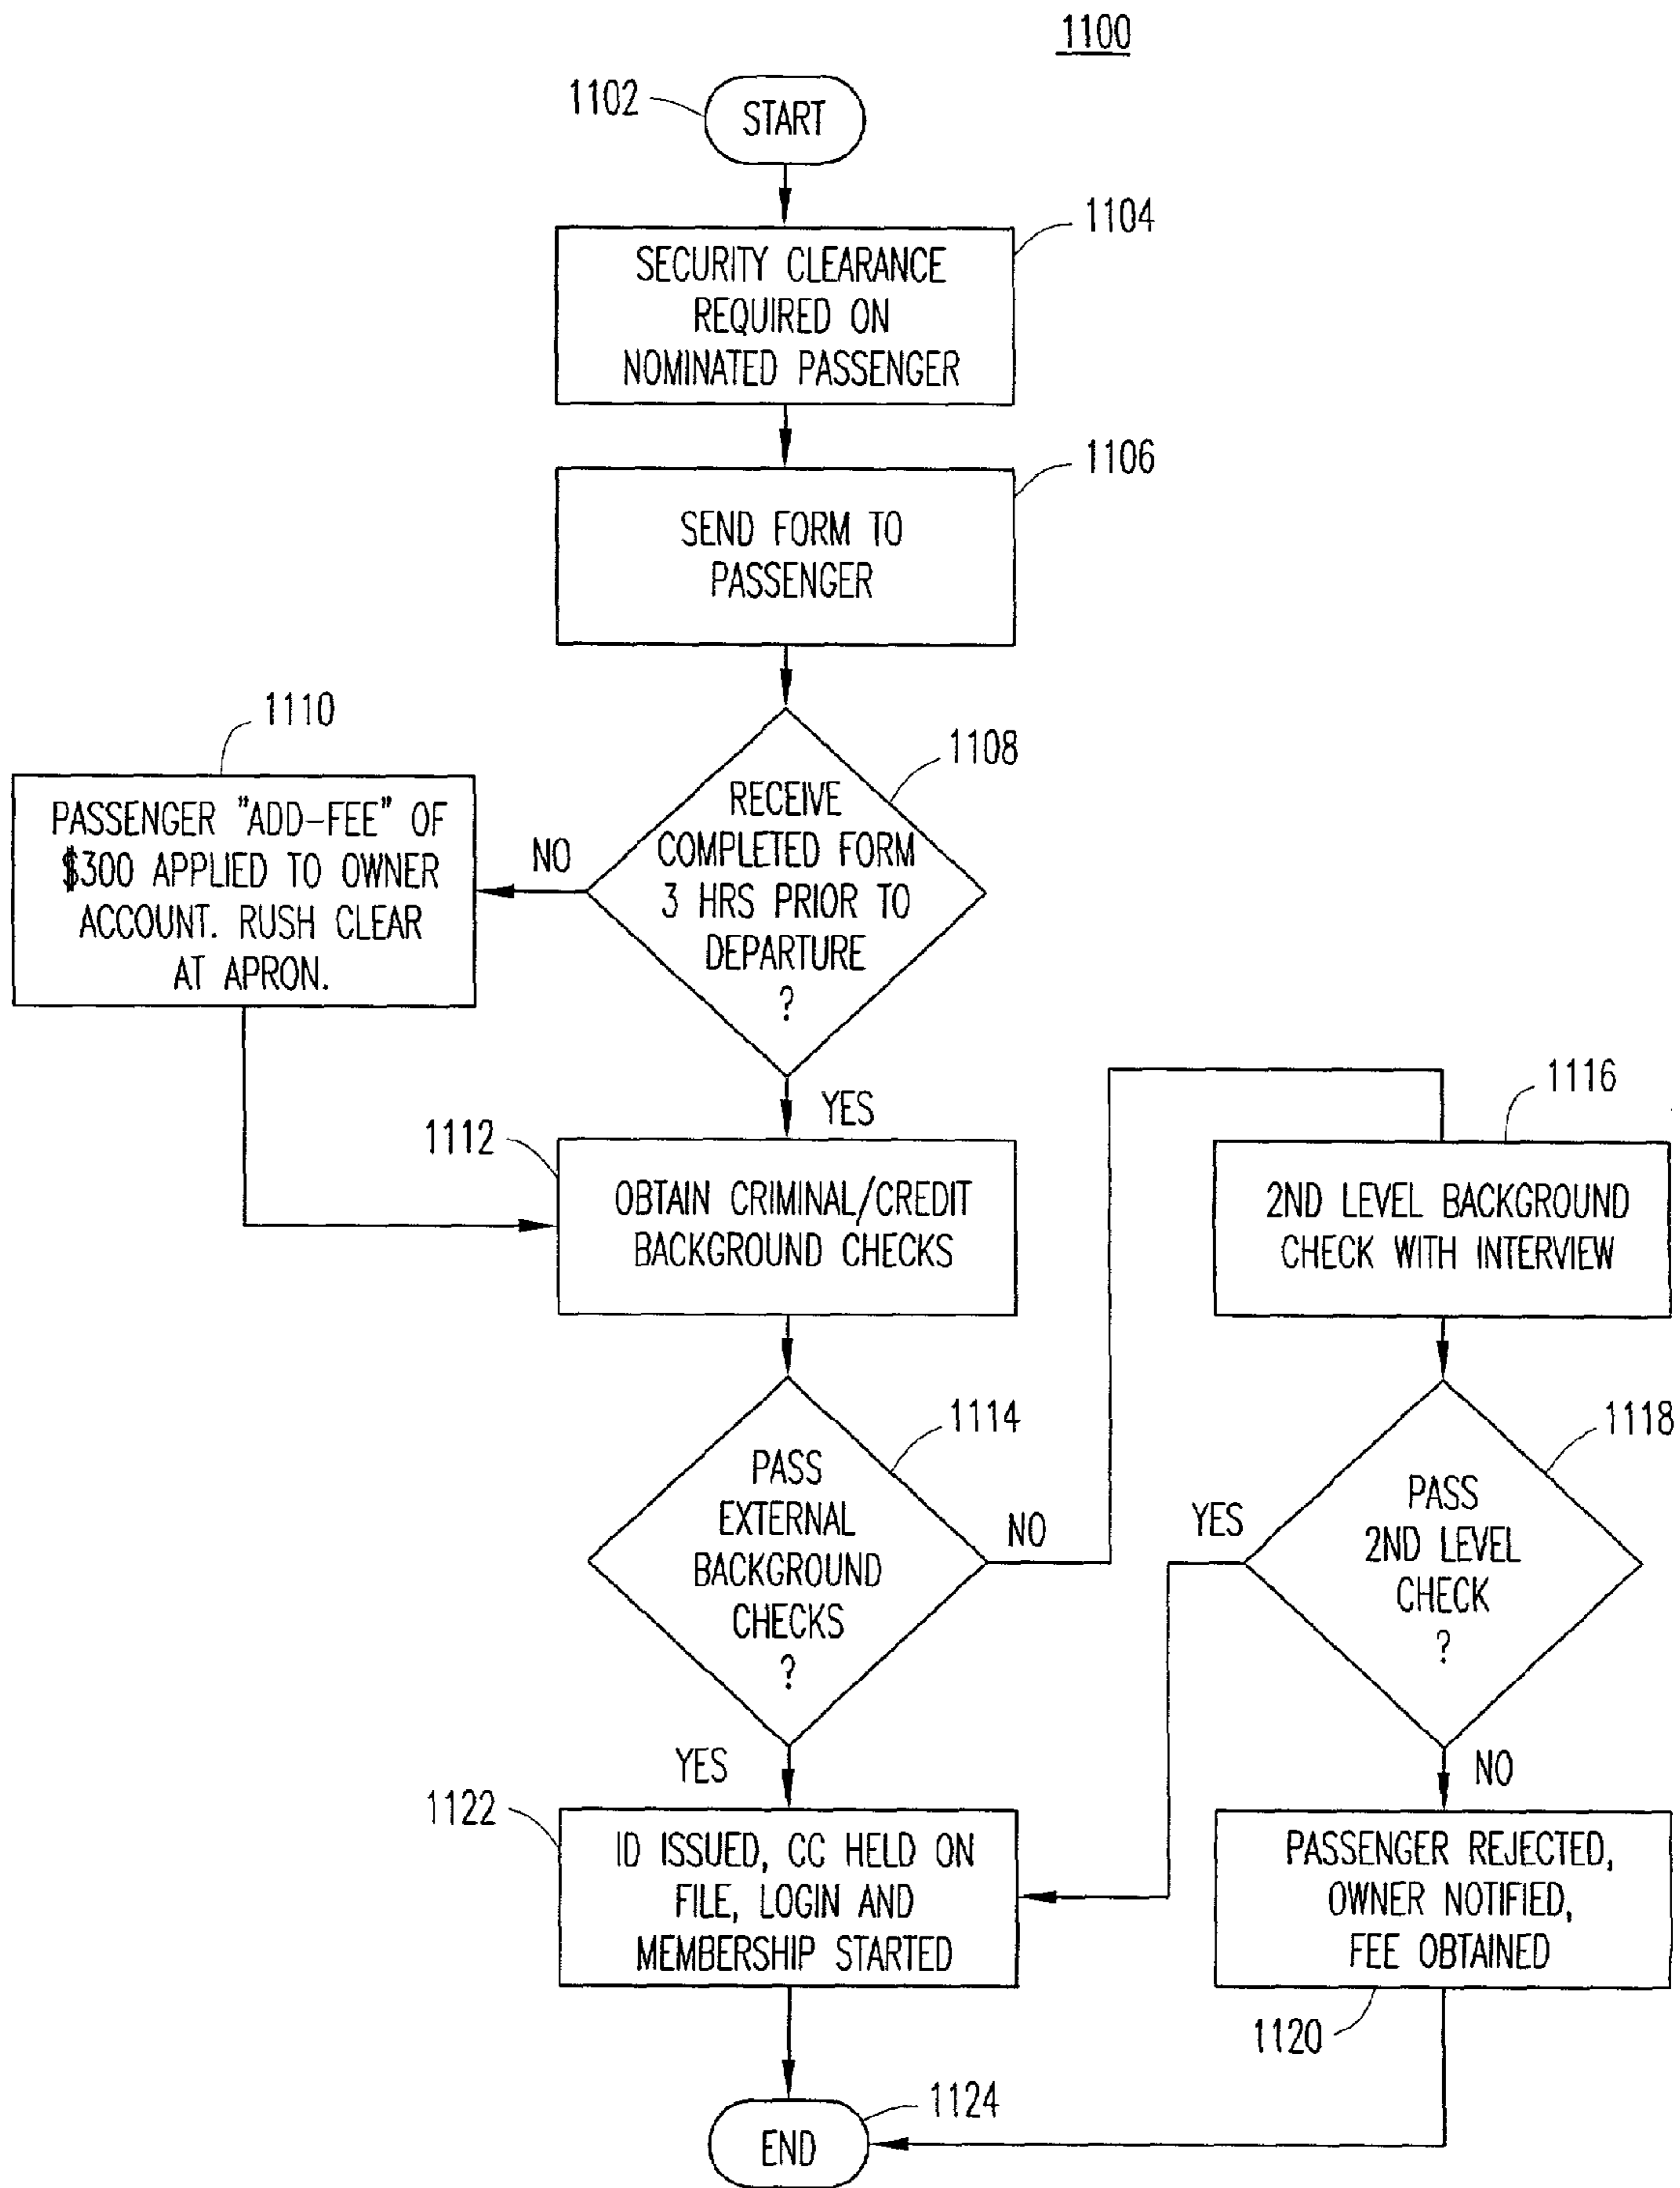 1100
1102
START
1104
SECURITY CLEARANCE
REQUIRED ON
NOMINATED PASSENGER
1106
SEND FORM TO
PASSENGER
1110
PASSENGER "ADD-FEE" OF
$300 APPLIED TO OWNER
ACCOUNT. RUSH CLEAR
AT APRON.
NO
1108
RECEIVE
COMPLETED FORM
3 HRS PRIOR TO
DEPARTURE
?
YES
1112
OBTAIN CRIMINAL/CREDIT
BACKGROUND CHECKS
1116
2ND LEVEL BACKGROUND
CHECK WITH INTERVIEW
1114
PASS
EXTERNAL
BACKGROUND
CHECKS
?
NO
YES
1118
PASS
2ND LEVEL
CHECK
?
YES
NO
1122
ID ISSUED, CC HELD ON
FILE, LOGIN AND
MEMBERSHIP STARTED
PASSENGER REJECTED,
OWNER NOTIFIED,
FEE OBTAINED
1120
1124
END